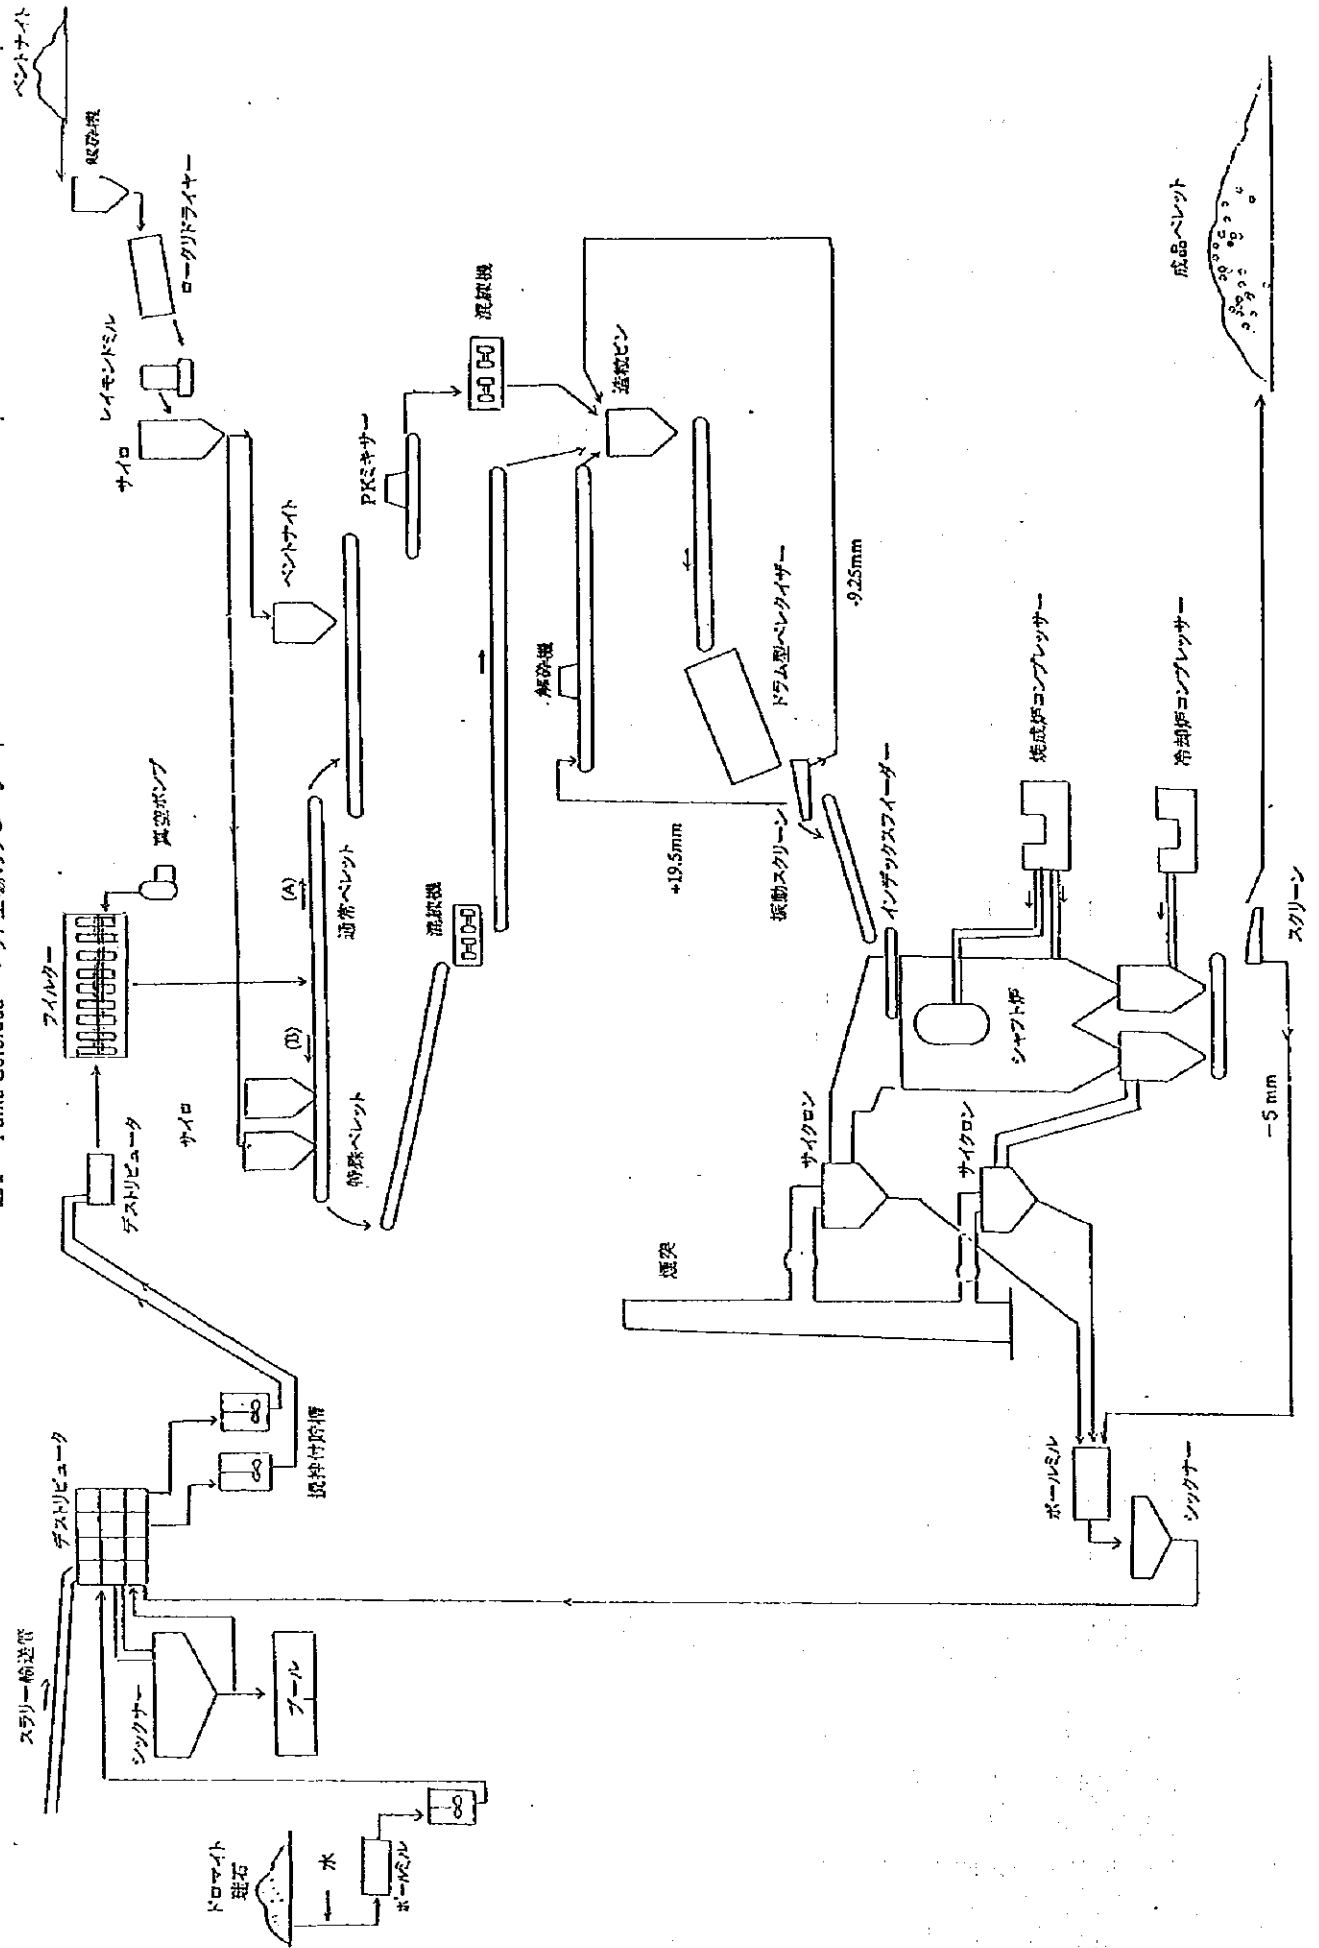 スラリー輸送管
デストリビュータ
シックナー
プール
ドロマイト
珪石
水
ボールミル
撹拌付貯槽
デストリビュータ
フィルター
真空ポンプ
サイロ
(B)
(A)
特殊ペレット
通常ペレット
ベントナイト
解砕機
ロータリドライヤー
レイモンドミル
サイロ
ベントナイト
PKミキサー
混練機
混練機
解砕機
造粒ビン
ドラム型ペレタイザー
+19.5mm
-9.25mm
振動スクリーン
インデックスフィーダー
焼成炉コンプレッサー
冷却炉コンプレッサー
シャフト炉
サイクロン
サイクロン
煙突
ボールミル
シックナー
スクリーン
-5 mm
成品ペレット